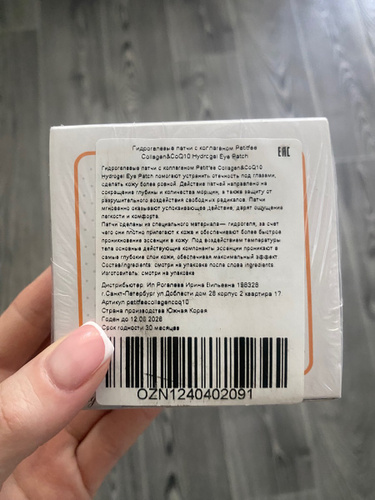 Гидрогелевые патчи с коллагеном Petitfee
Collagen&CoQ10 Hydrogel Eye Patch
EAC
Гидрогелевые патчи с коллагеном Petitfee Collagen&CoQ10
Hydrogel Eye Patch помогают устранить отечность под глазами,
сделать кожу более ровной. Действие патчей направлено на
сокращение глубины и количества морщин, а также защиту от
разрушительного воздействия свободных радикалов. Патчи
мгновенно оказывают успокаивающее действие, дарят ощущение
легкости и комфорта.
Патчи сделаны из специального материала— гидрогеля, за счет
чего они плотно прилегают к коже и обеспечивают более быстрое
проникновение эссенции в кожу. Под воздействием температуры
тела основные действующие компоненты эссенции проникают в
самые глубокие слои кожи, обеспечивая максимальный эффект
Состав/ingredients: смотри на упаковке после слова ingredients
Изготовитель: смотри на упаковке
Дистрибьютер: Ип Рогалева Ирина Вильевна 198328
г.Санкт-Петербург ул Доблести дом 28 корпус 2 квартира 17
Артикул petitfeecollagencoq10
Страна производства Южная Корея
Годен до 12.08.2026
Срок годности 30 месяцев
OZN1240402091